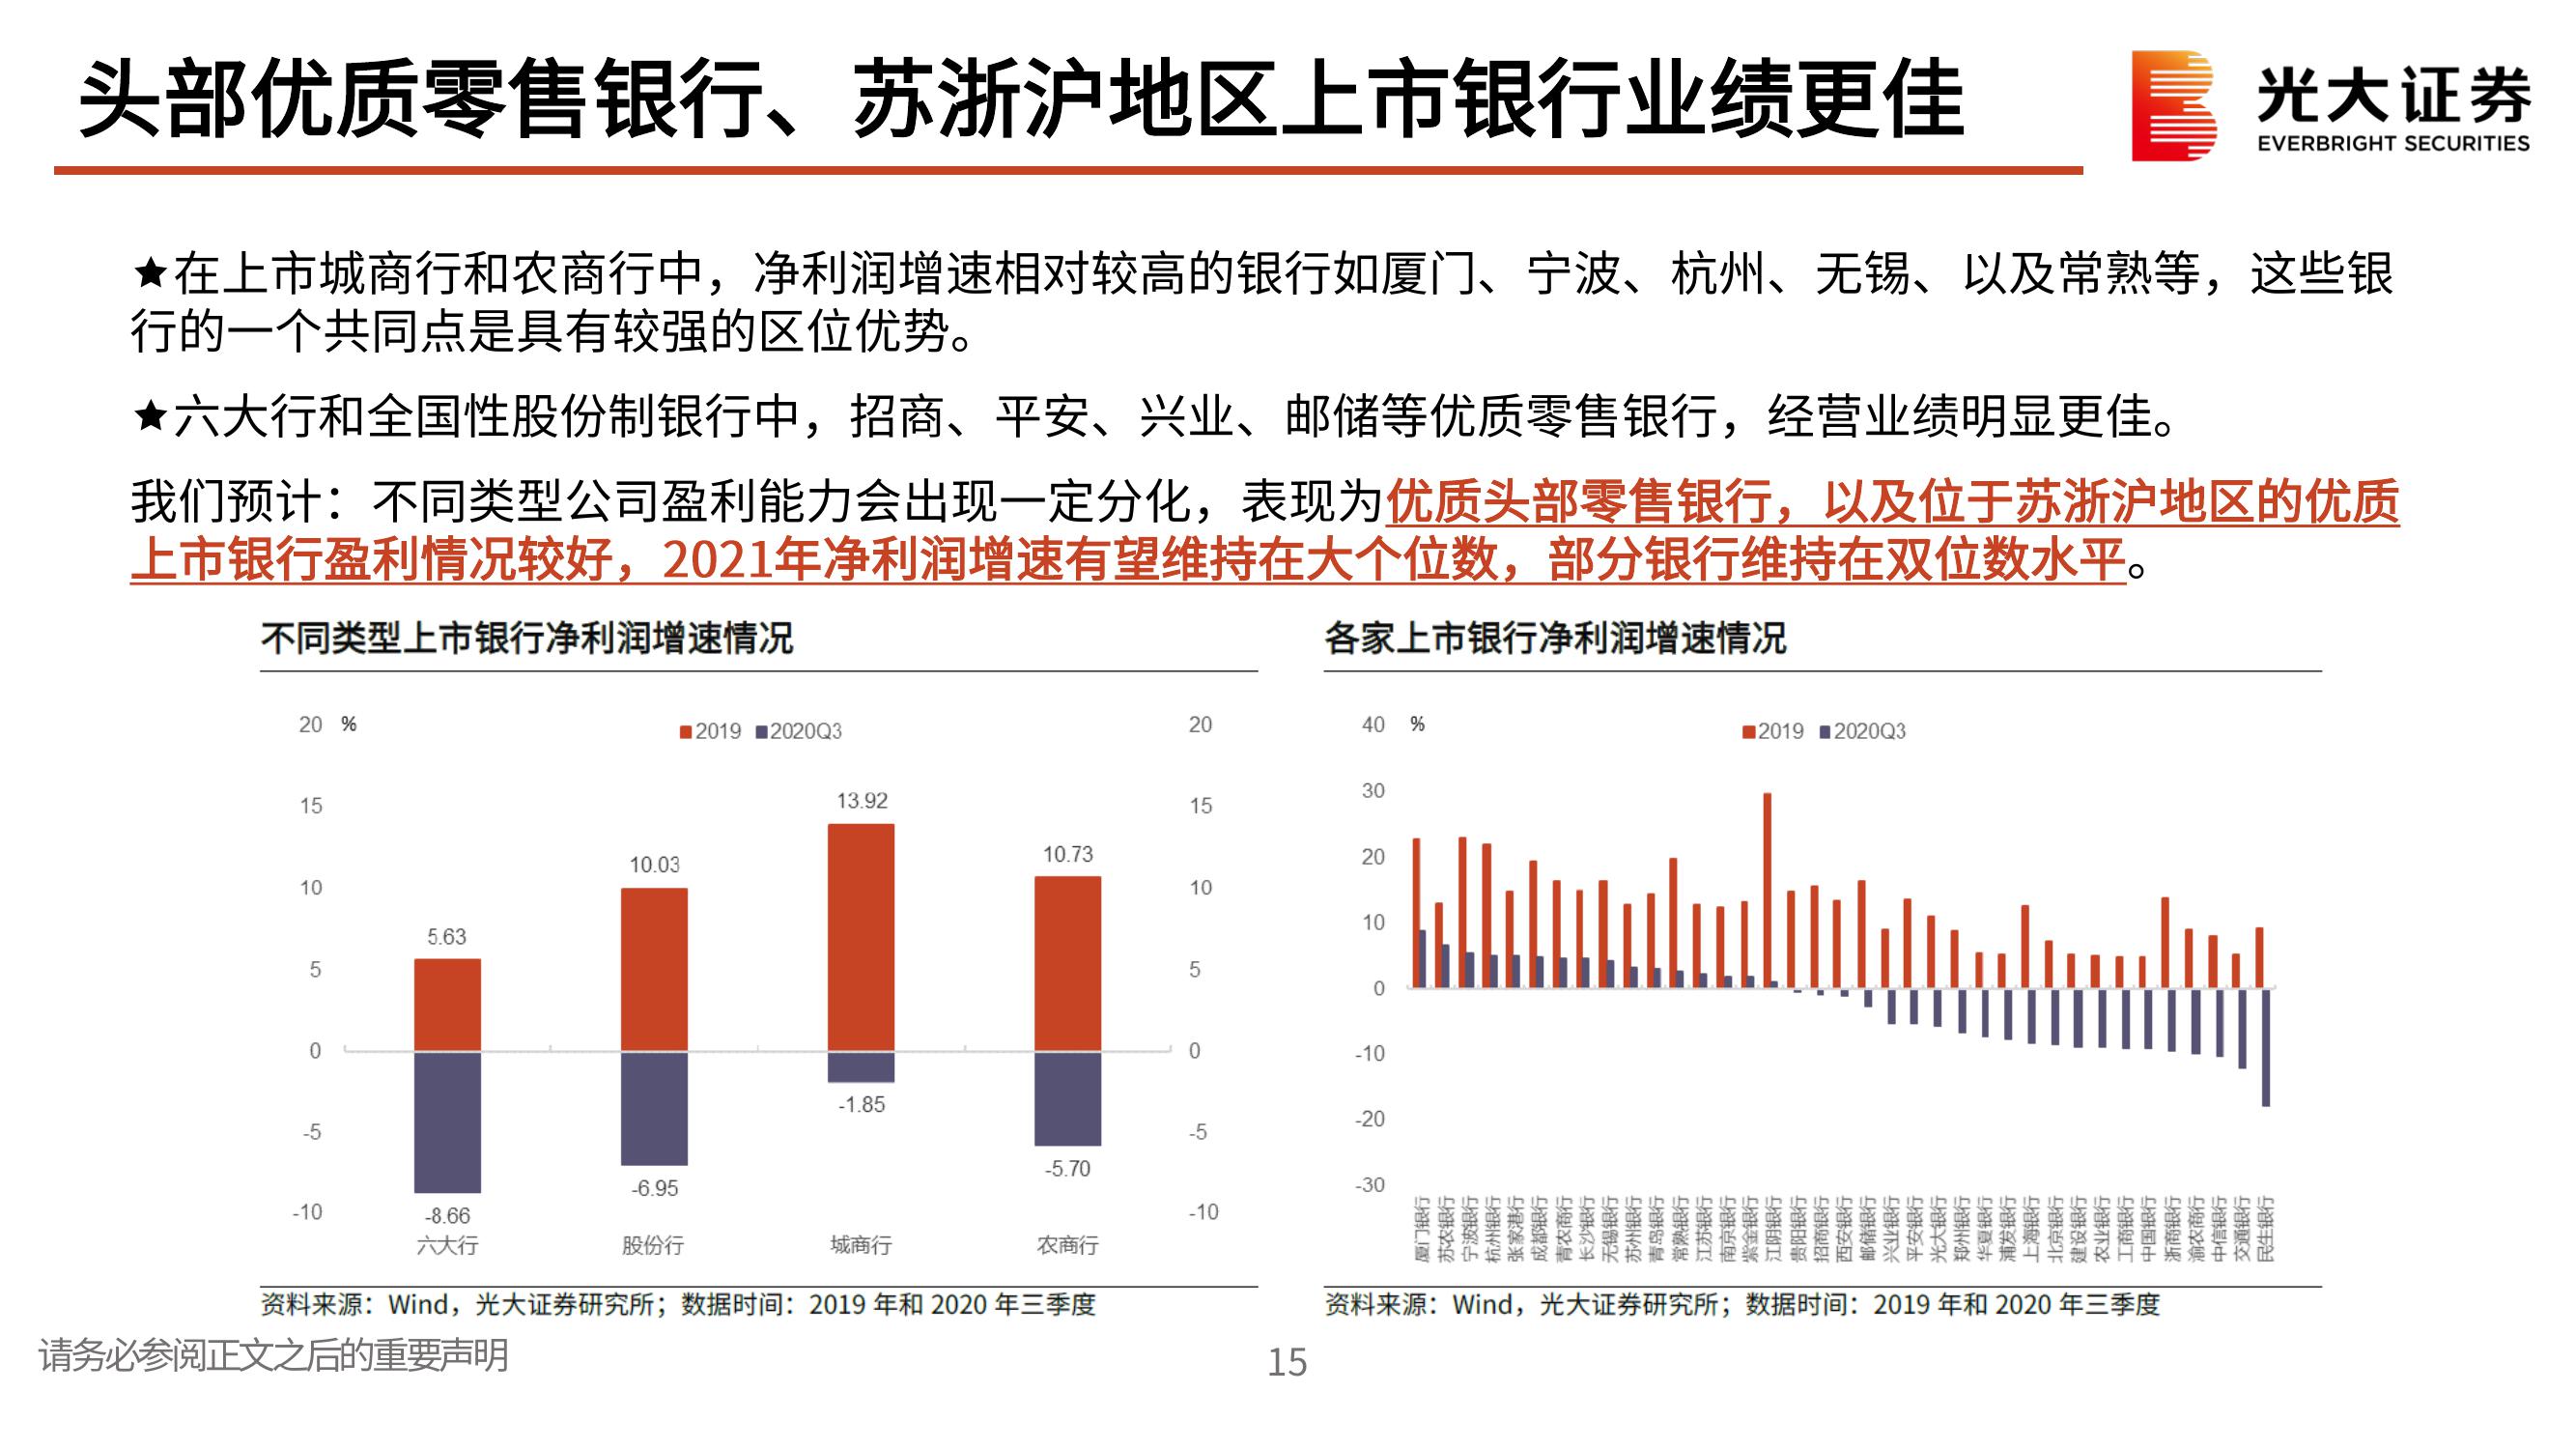 头部优质零售银行、苏浙沪地区上市银行业绩更佳
光大证券
EVERBRIGHT SECURITIES
★在上市城商行和农商行中，净利润增速相对较高的银行如厦门、宁波、杭州、无锡、以及常熟等，这些银
行的一个共同点是具有较强的区位优势。
★六大行和全国性股份制银行中，招商、平安、兴业、邮储等优质零售银行，经营业绩明显更佳。
我们预计：不同类型公司盈利能力会出现一定分化，表现为优质头部零售银行，以及位于苏浙沪地区的优质
上市银行盈利情况较好，2021年净利润增速有望维持在大个位数，部分银行维持在双位数水平。
不同类型上市银行净利润增速情况
20 % 2019 2020Q3 20
15 13.92 15
10.03 10.73
10 10
5.63
5 5
0 0
-1.85
-5 -5
-5.70
-6.95
-10 -8.66 -10
六大行 股份行 城商行 农商行
资料来源：Wind，光大证券研究所；数据时间：2019 年和 2020 年三季度
各家上市银行净利润增速情况
40 % 2019 2020Q3
30
20
10
0
-10
-20
-30
厦门银行
苏农银行
宁波银行
杭州银行
张家港行
成都银行
青农商行
长沙银行
无锡银行
苏州银行
青岛银行
常熟银行
江苏银行
南京银行
紫金银行
江阴银行
贵阳银行
招商银行
西安银行
邮储银行
兴业银行
平安银行
光大银行
郑州银行
华夏银行
浦发银行
上海银行
北京银行
建设银行
农业银行
工商银行
中国银行
浙商银行
渝农商行
中信银行
交通银行
民生银行
资料来源：Wind，光大证券研究所；数据时间：2019 年和 2020 年三季度
请务必参阅正文之后的重要声明
15